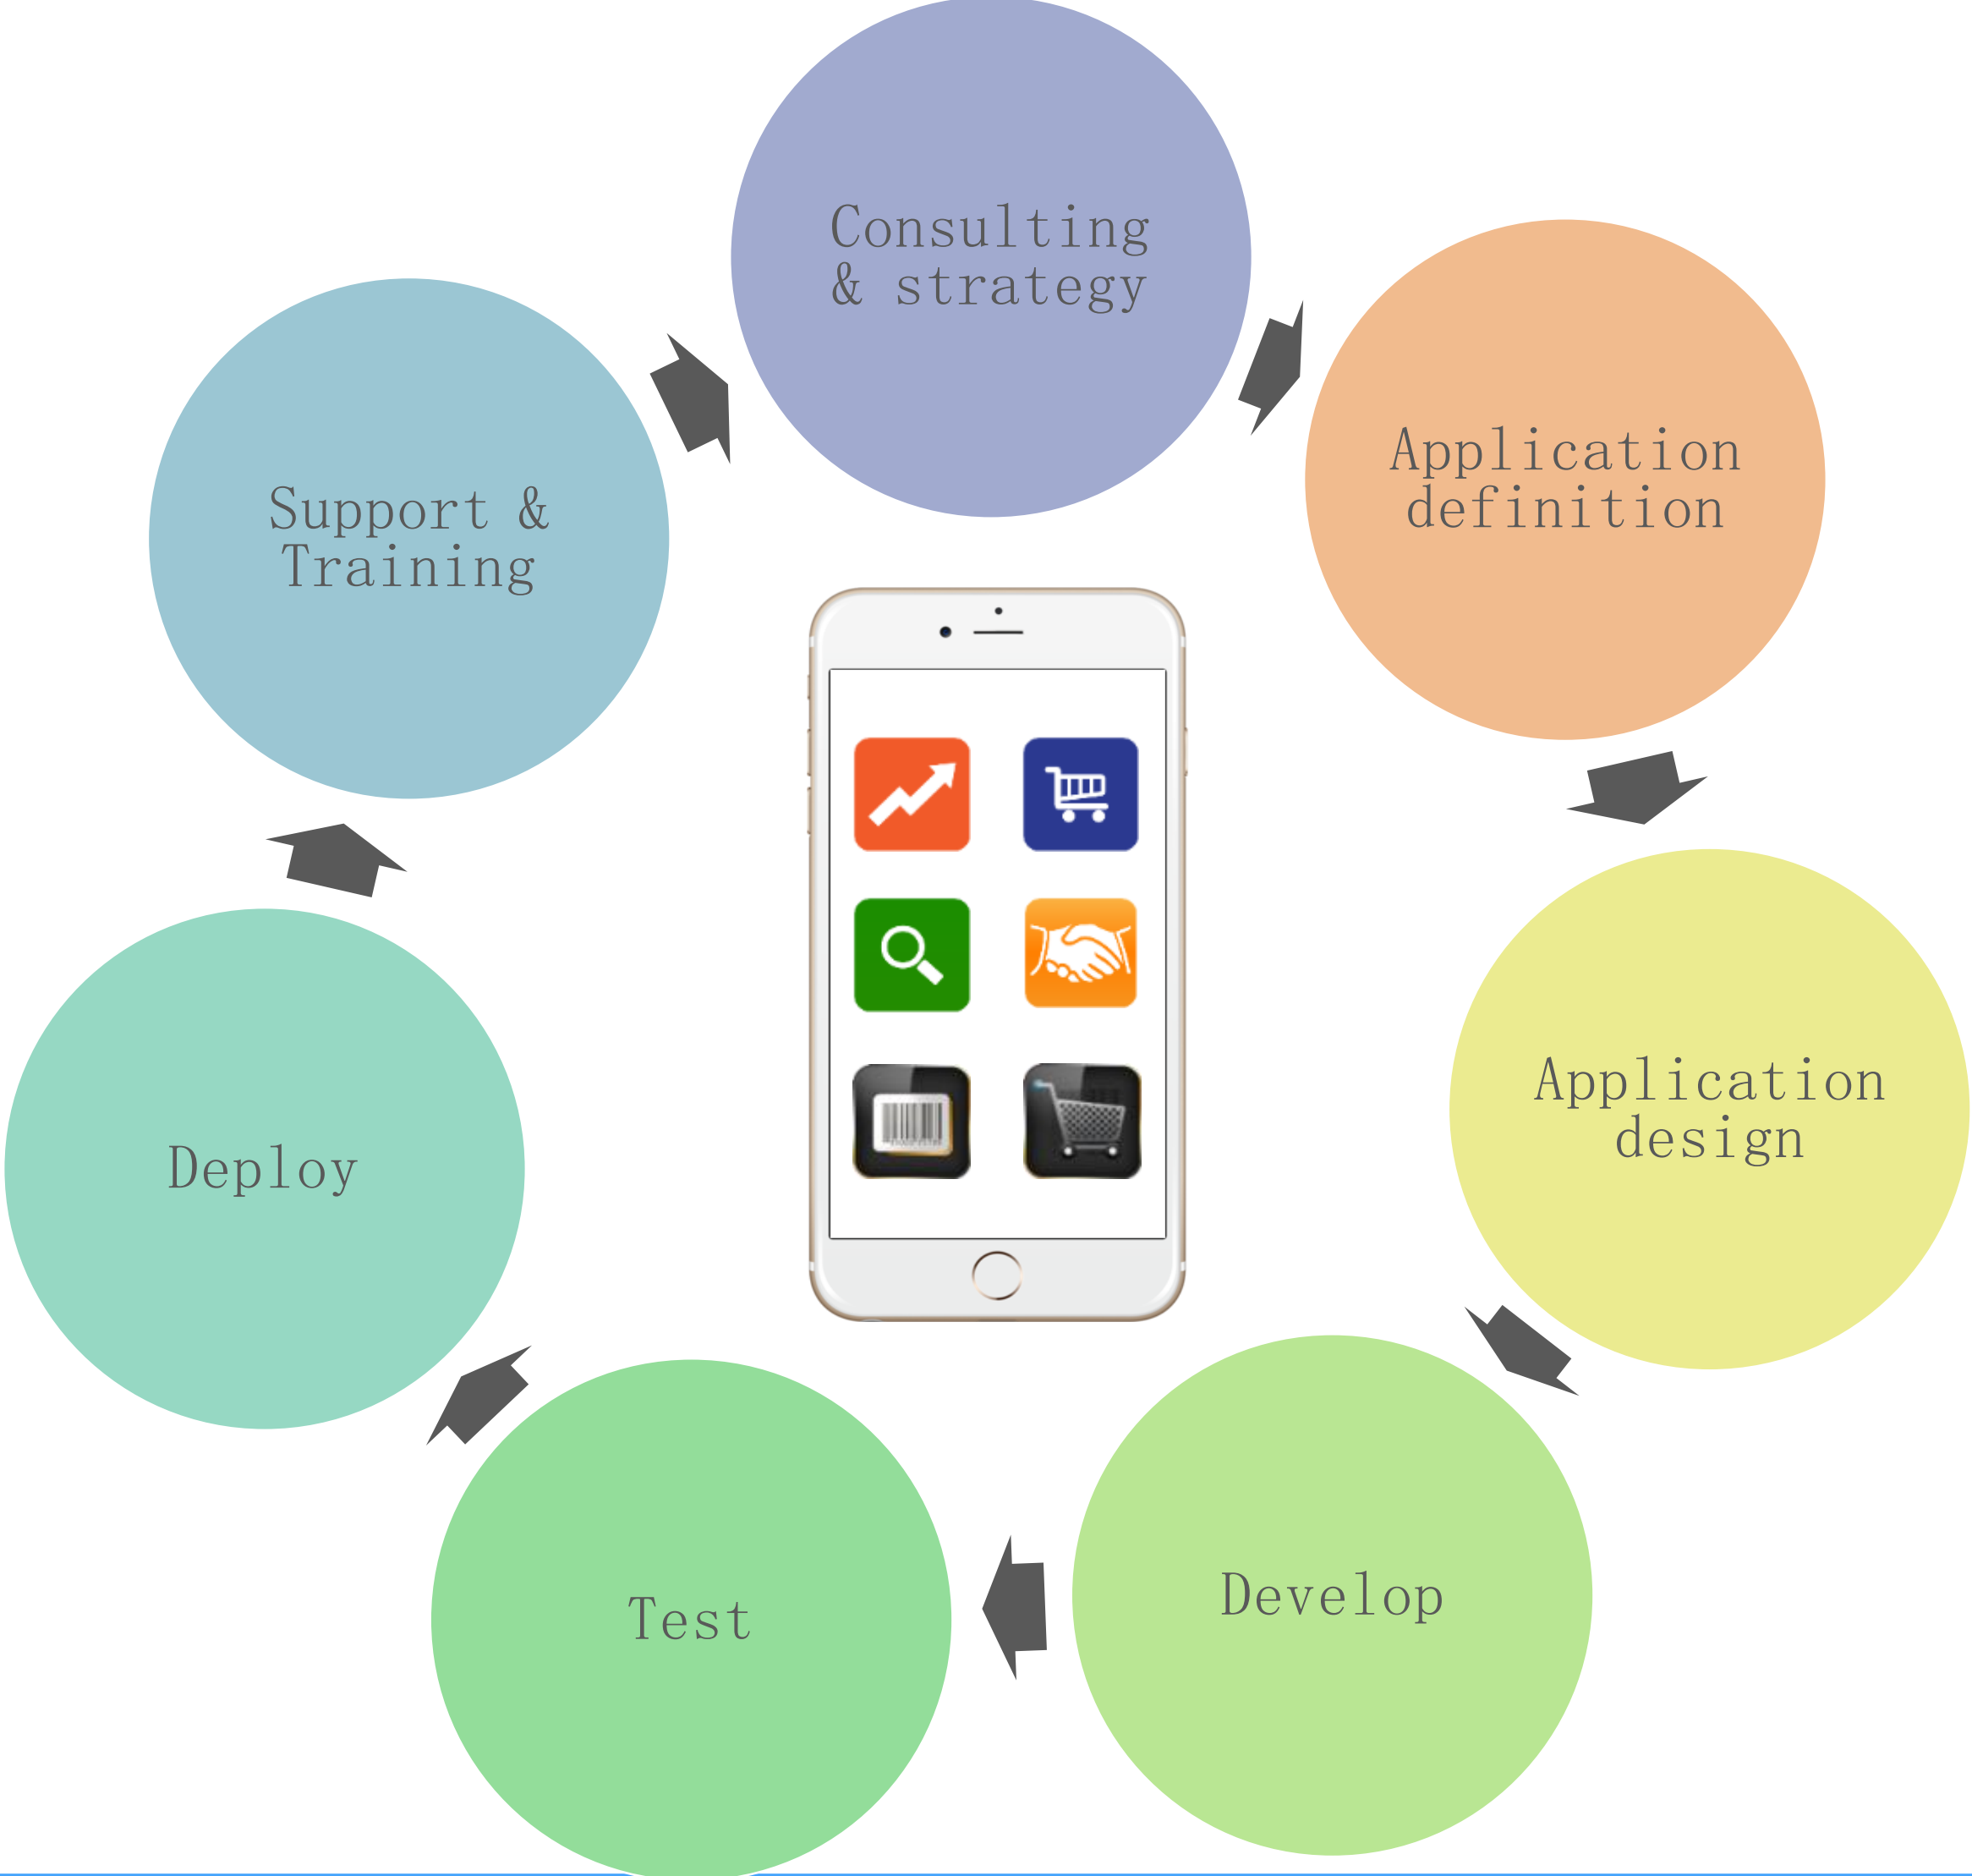 Consulting
& strategy
Application
definition
Application
design
Develop
Test
Deploy
Support &
Training